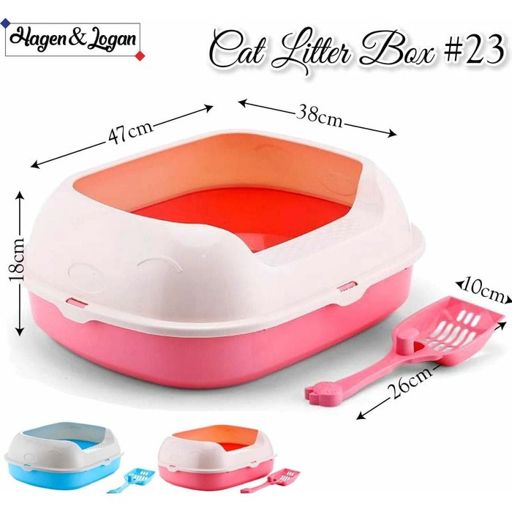 Hagen & Logan
Cat Litter Box #23
47cm
38cm
18cm
10cm
26cm